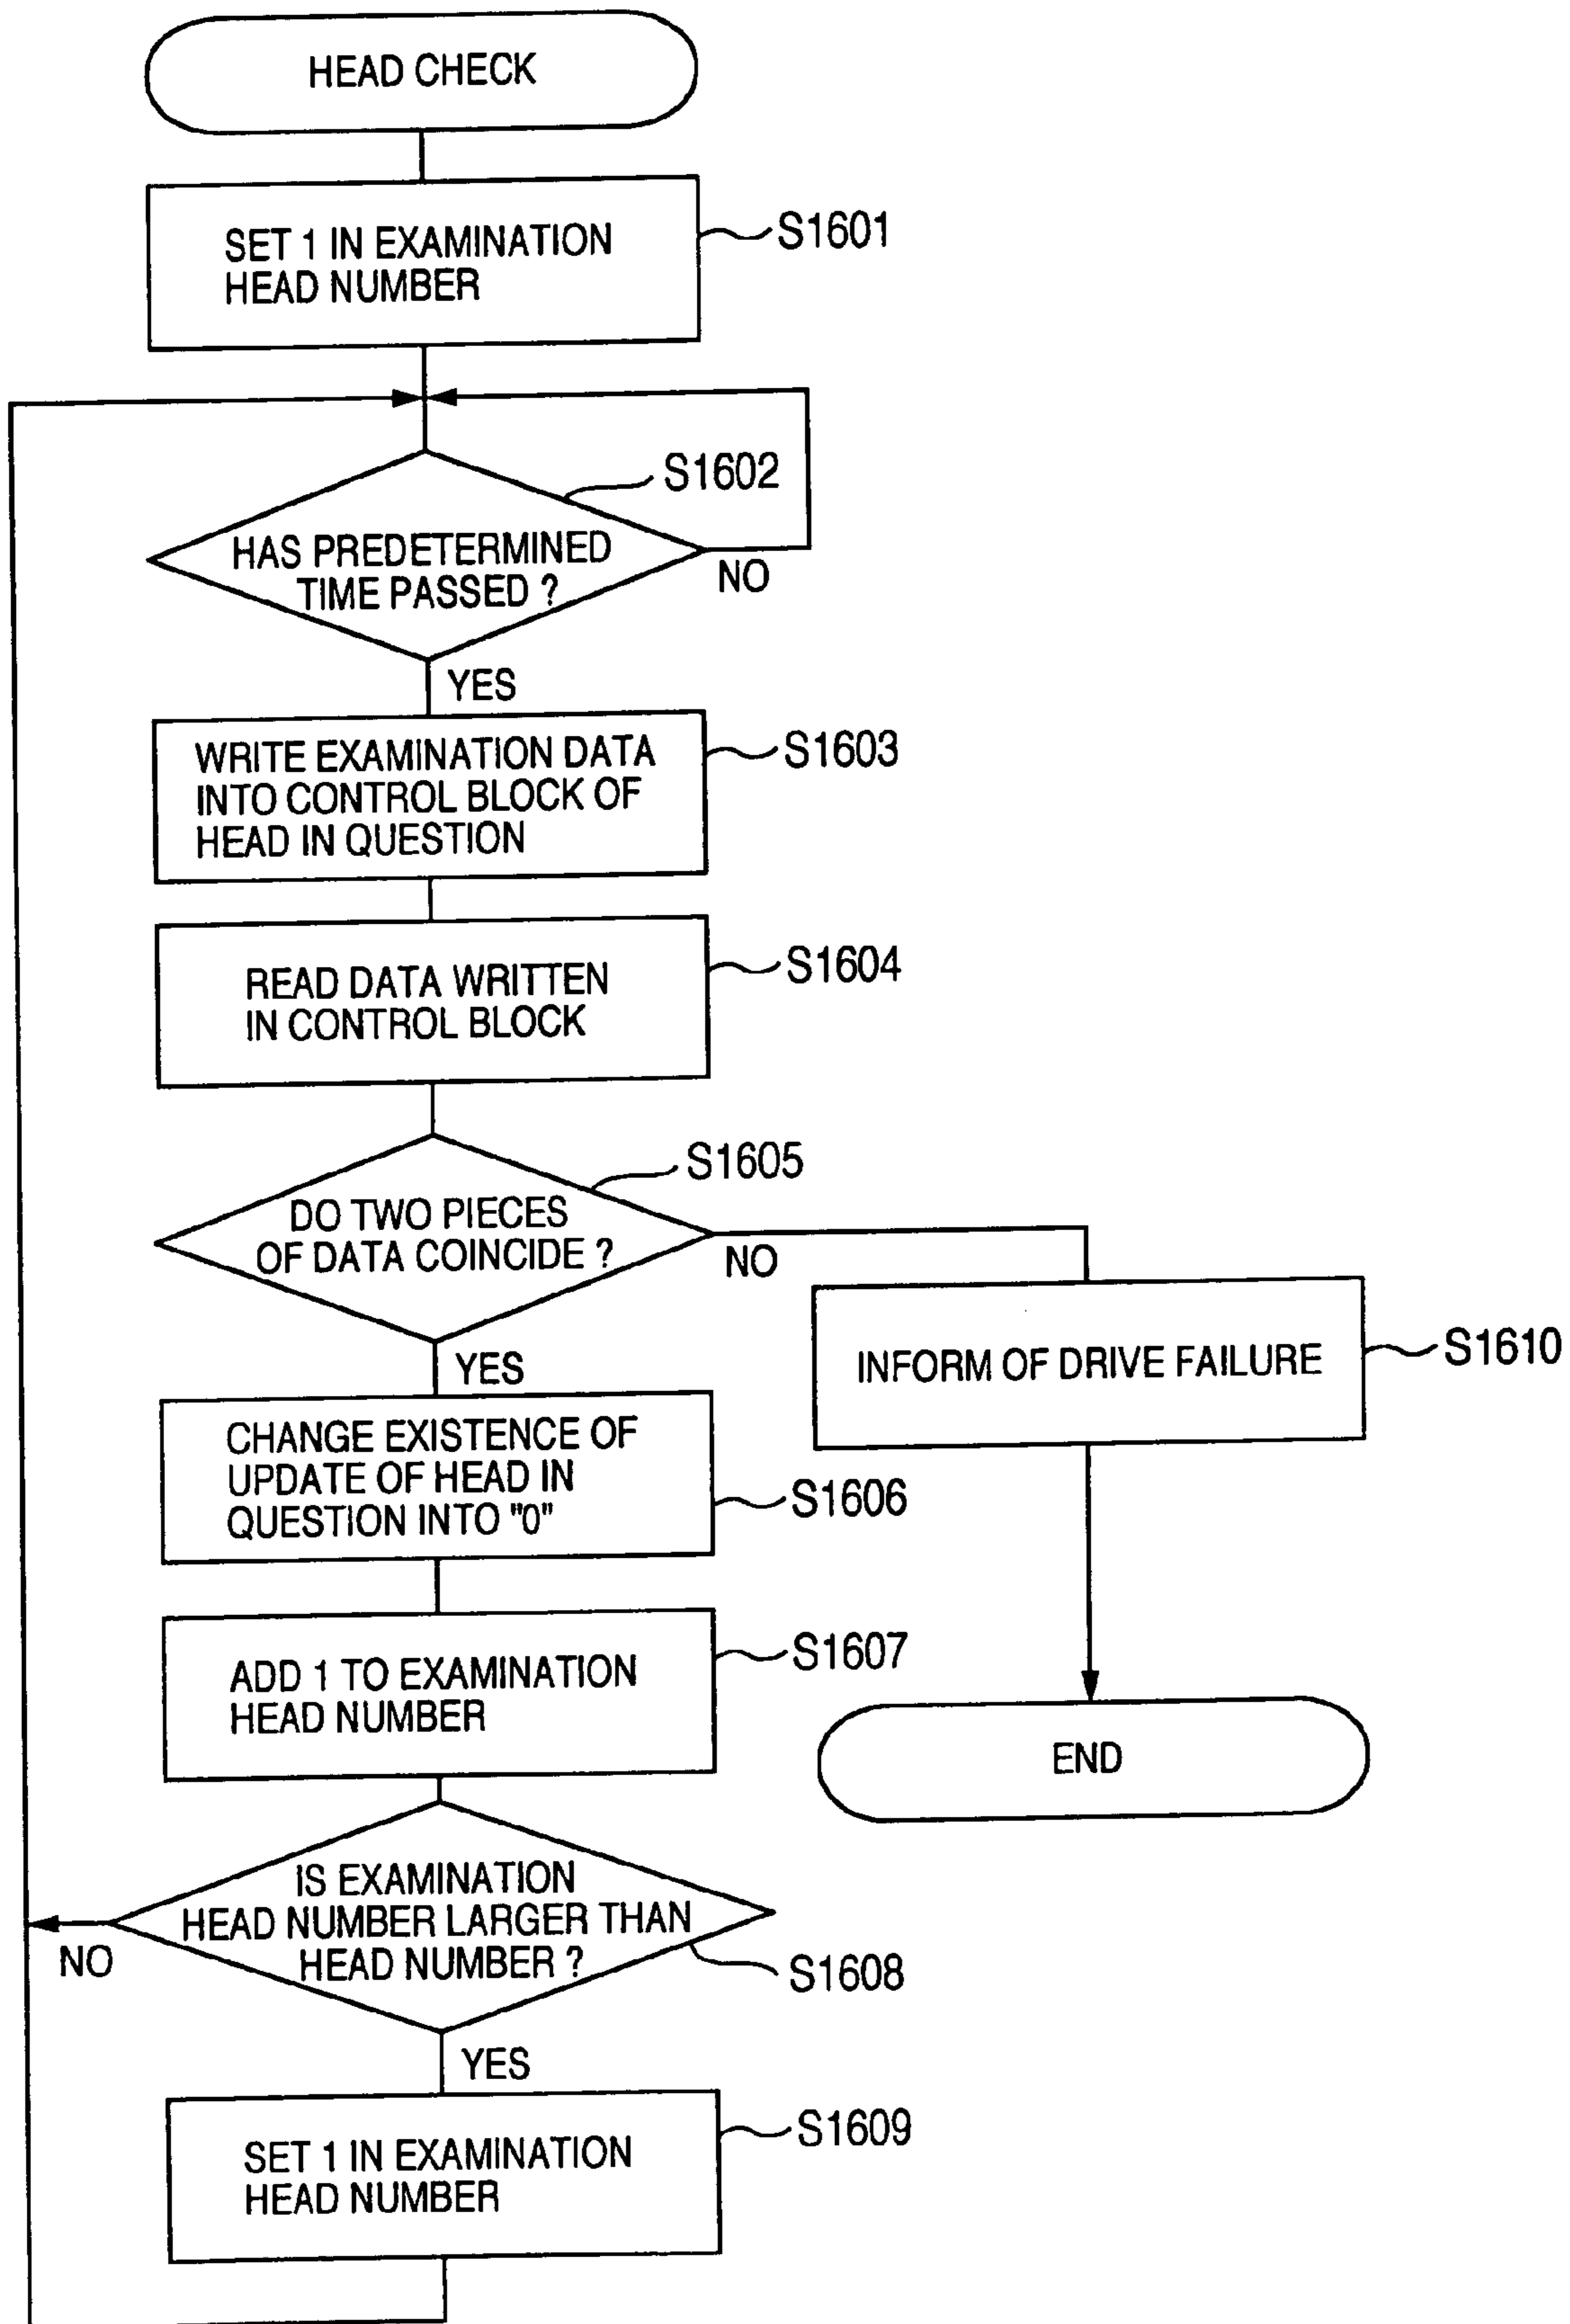 HEAD CHECK
SET 1 IN EXAMINATION
HEAD NUMBER
S1601
S1602
HAS PREDETERMINED
TIME PASSED ?
NO
YES
WRITE EXAMINATION DATA
INTO CONTROL BLOCK OF
HEAD IN QUESTION
S1603
READ DATA WRITTEN
IN CONTROL BLOCK
S1604
S1605
DO TWO PIECES
OF DATA COINCIDE ?
NO
YES
INFORM OF DRIVE FAILURE
S1610
CHANGE EXISTENCE OF
UPDATE OF HEAD IN
QUESTION INTO "0"
S1606
ADD 1 TO EXAMINATION
HEAD NUMBER
S1607
END
IS EXAMINATION
HEAD NUMBER LARGER THAN
HEAD NUMBER ?
NO
S1608
YES
SET 1 IN EXAMINATION
HEAD NUMBER
S1609